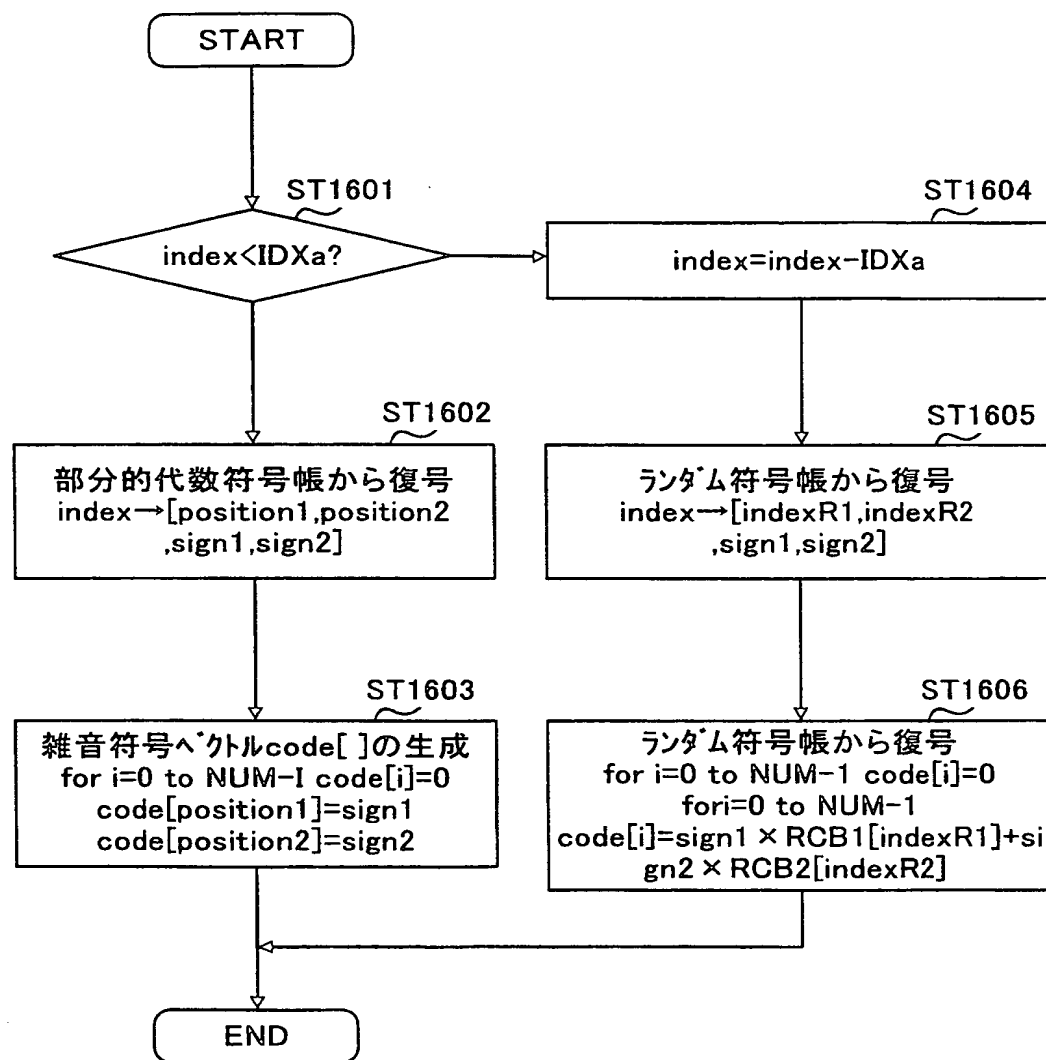 START
ST1601
index<IDXa?
ST1604
index=index-IDXa
ST1602
部分的代数符号帳から復号
index→[position1,position2
,sign1,sign2]
ST1605
ランダム符号帳から復号
index→[indexR1,indexR2
,sign1,sign2]
ST1603
雑音符号ベクトルcode[ ]の生成
for i=0 to NUM-I code[i]=0
code[position1]=sign1
code[position2]=sign2
ST1606
ランダム符号帳から復号
for i=0 to NUM-1 code[i]=0
fori=0 to NUM-1
code[i]=sign1×RCB1[indexR1]+si
gn2×RCB2[indexR2]
END